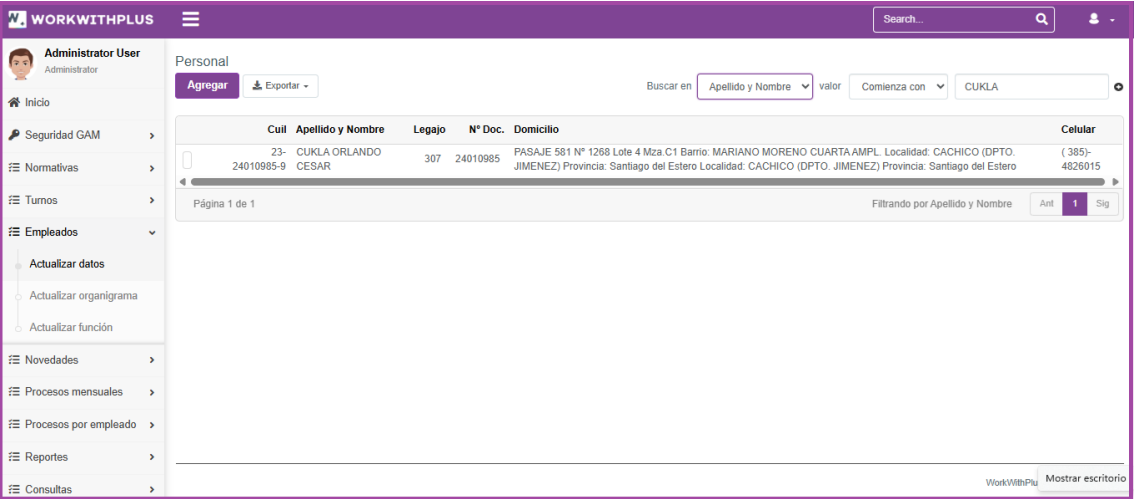 W. WORKWITHPLUS
Search...
Administrator User
Administrator
Inicio
Seguridad GAM
Normativas
Turnos
Empleados
Actualizar datos
Actualizar organigrama
Actualizar función
Novedades
Procesos mensuales
Procesos por empleado
Reportes
Consultas
Personal
Agregar Exportar Buscar en Apellido y Nombre valor Comienza con CUKLA
Cuil Apellido y Nombre Legajo Nº Doc. Domicilio Celular
23- CUKLA ORLANDO 307 24010985 PASAJE 581 Nº 1268 Lote 4 Mza.C1 Barrio: MARIANO MORENO CUARTA AMPL. Localidad: CACHICO (DPTO. ( 385)-
24010985-9 CESAR JIMENEZ) Provincia: Santiago del Estero Localidad: CACHICO (DPTO. JIMENEZ) Provincia: Santiago del Estero 4826015
Página 1 de 1 Filtrando por Apellido y Nombre Ant 1 Sig
WorkWithPlu Mostrar escritorio